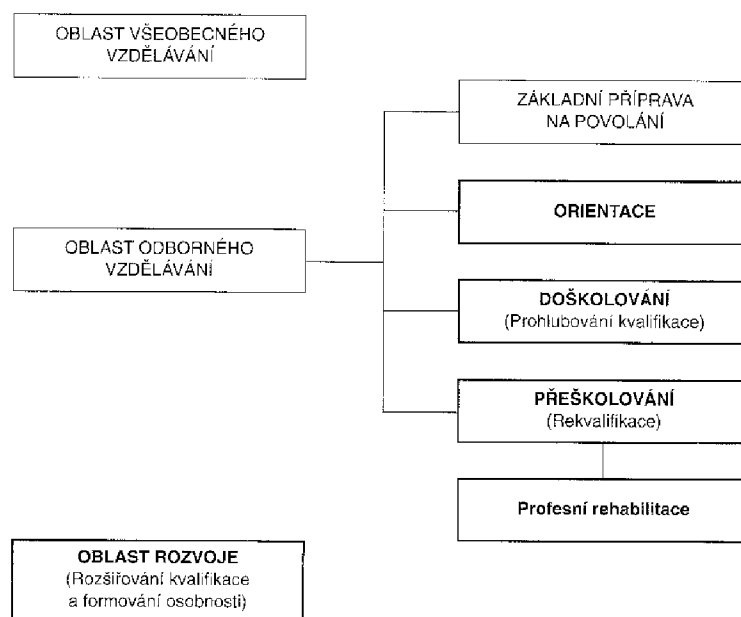 OBLAST VŠEOBECNÉHO
VZDĚLÁVÁNÍ
ZÁKLADNÍ PŘÍPRAVA
NA POVOLÁNÍ
ORIENTACE
OBLAST ODBORNÉHO
VZDĚLÁVÁNÍ
DOŠKOLOVÁNÍ
(Prohlubování kvalifikace)
PŘEŠKOLOVÁNÍ
(Rekvalifikace)
Profesní rehabilitace
OBLAST ROZVOJE
(Rozšiřování kvalifikace
a formování osobnosti)